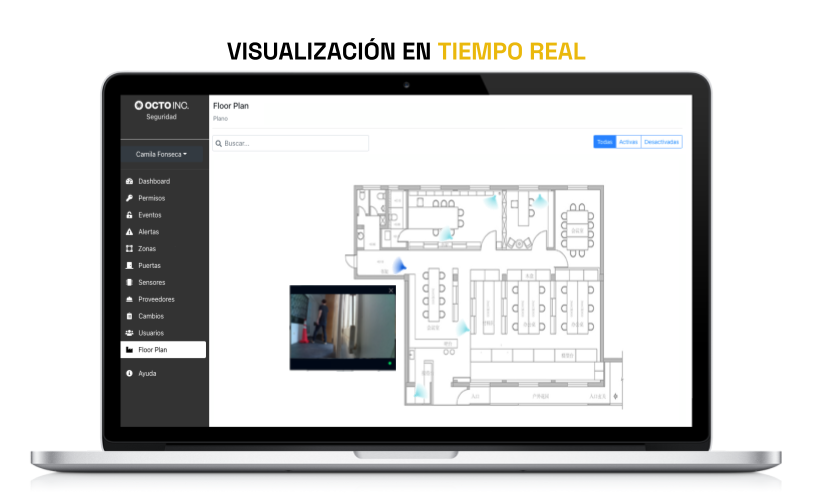 VISUALIZACIÓN EN TIEMPO REAL
OCTO INC.
Seguridad
Camila Fonseca
Dashboard
Permisos
Eventos
Alertas
Zonas
Puertas
Sensores
Proveedores
Cambios
Usuarios
Floor Plan
Ayuda
Floor Plan
Plano
Buscar...
Todas Activas Desactivadas